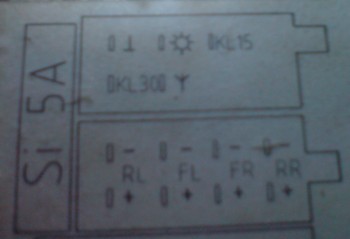 Si 5A
KL15
KL30
- - - -
RL FL FR RR
+ + + +